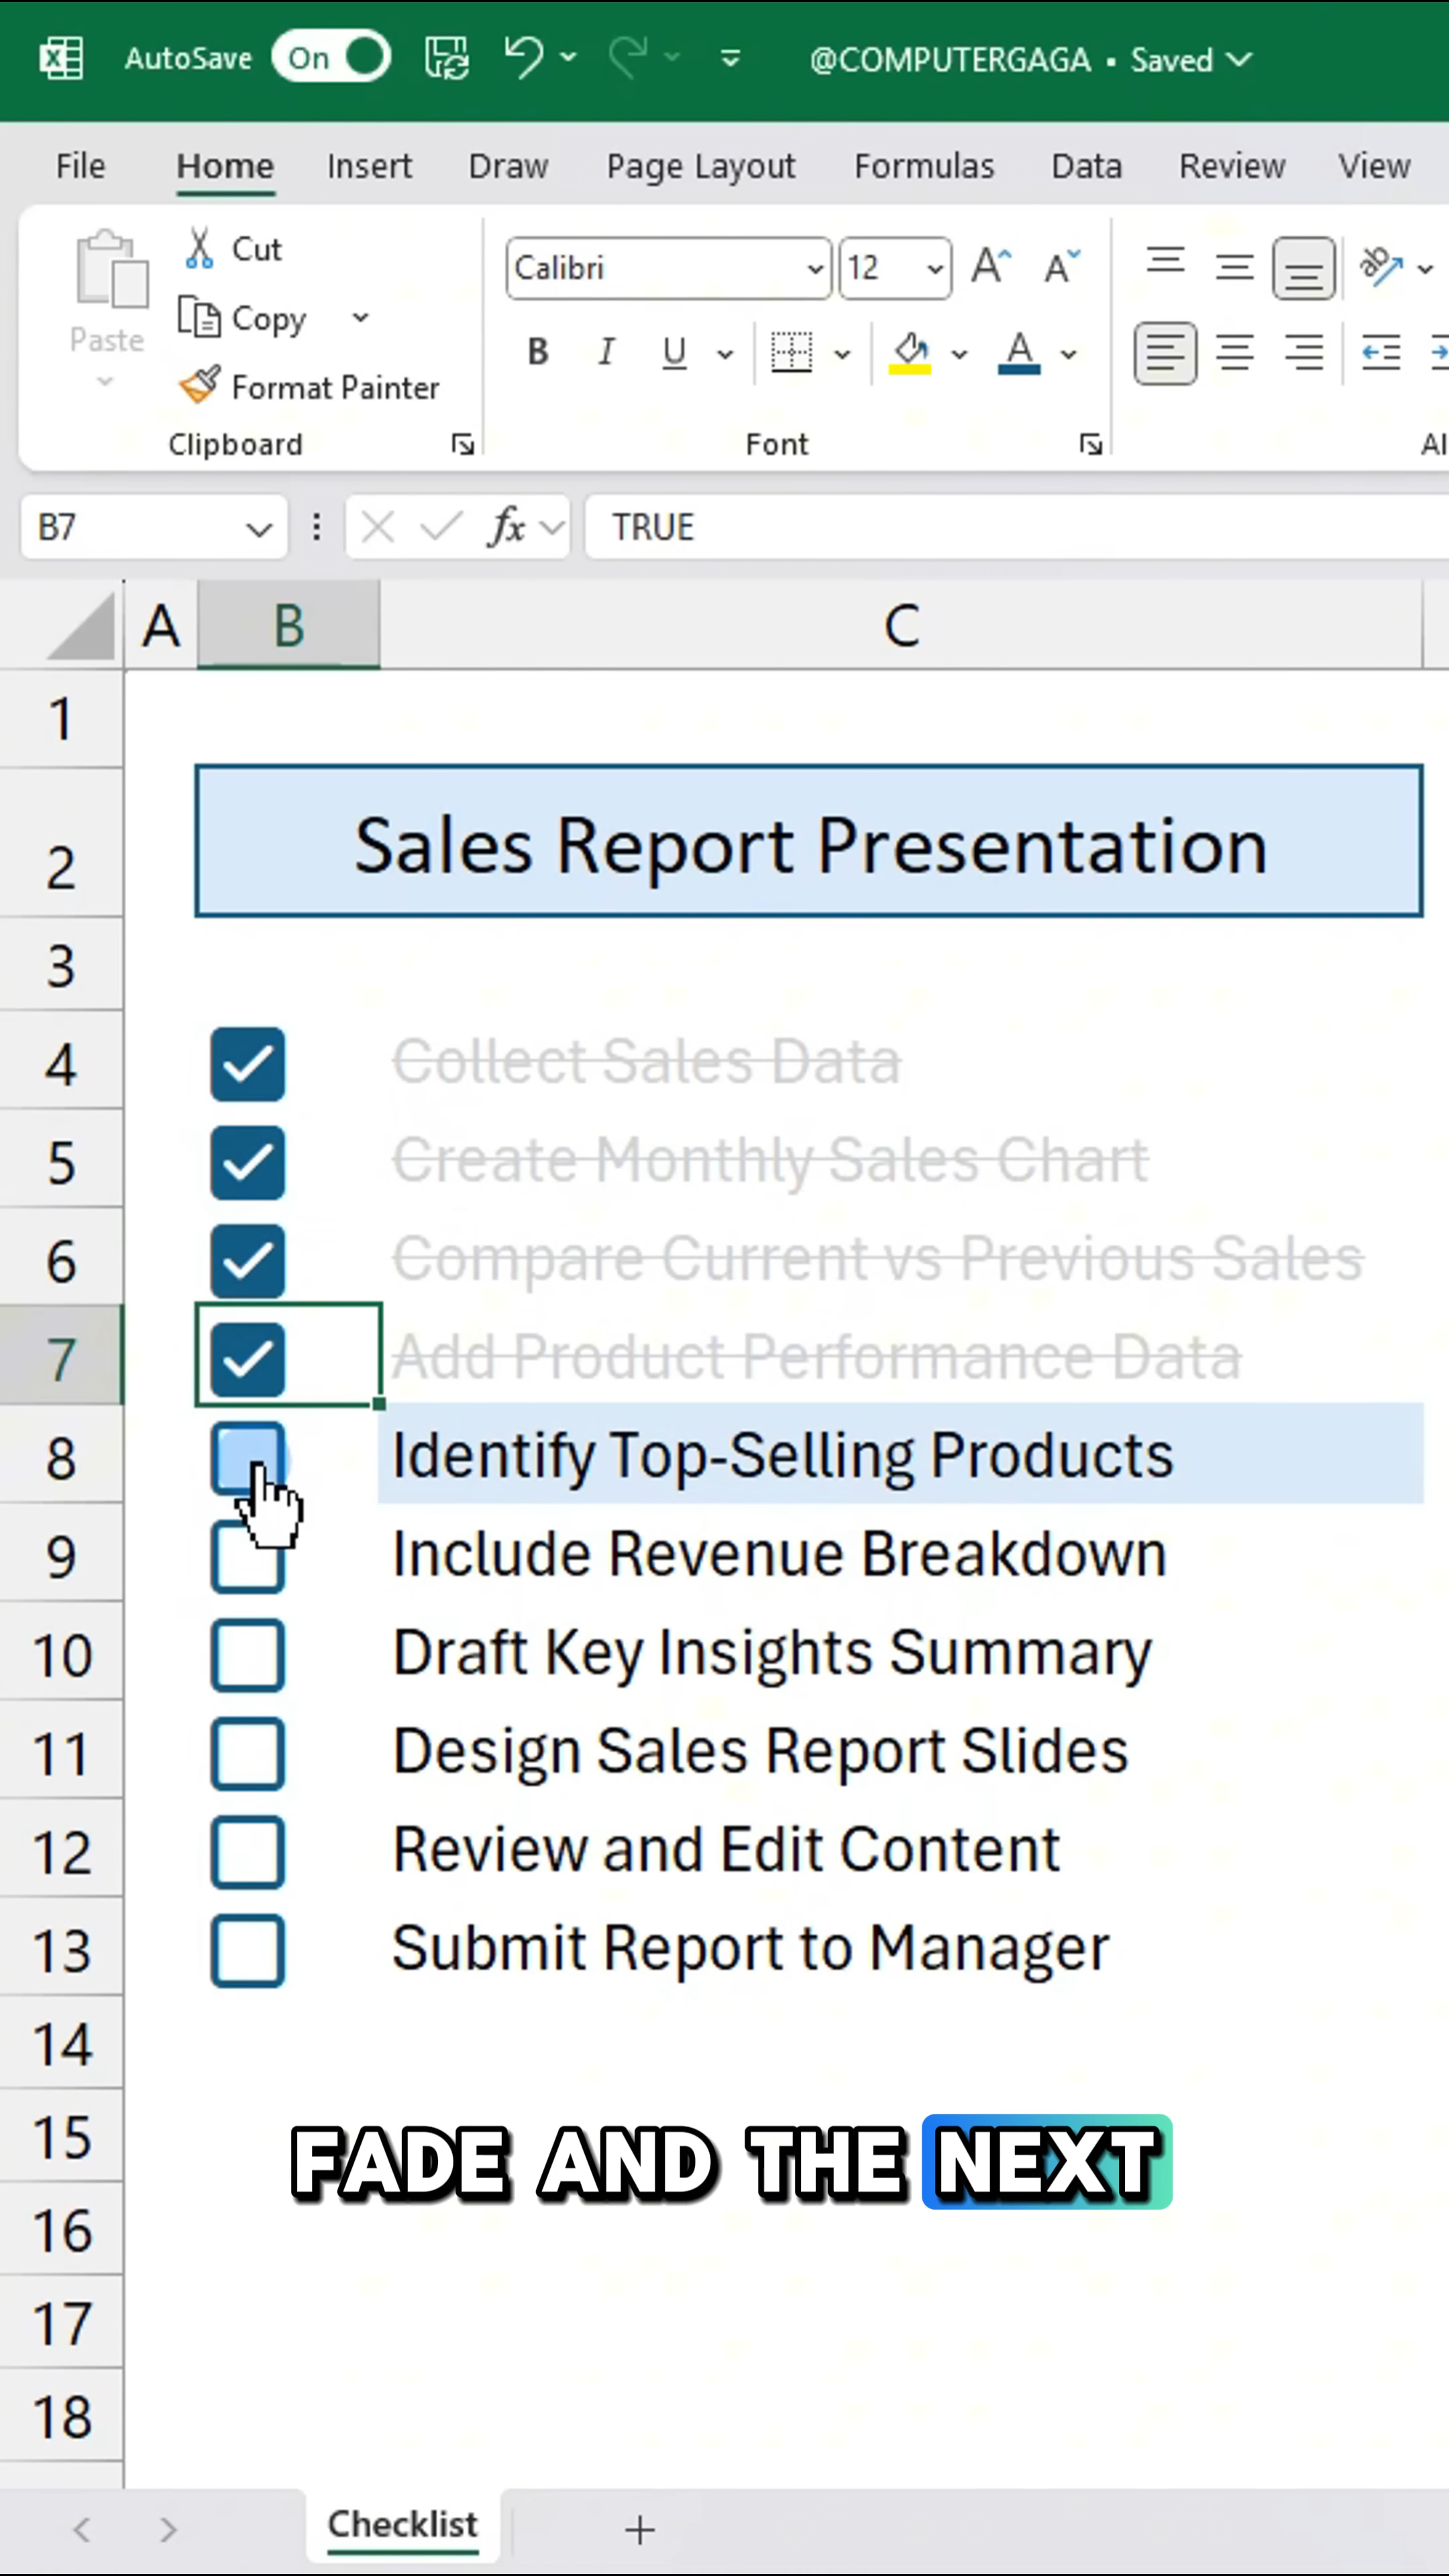 AutoSave On @COMPUTERGAGA • Saved
File Home Insert Draw Page Layout Formulas Data Review View
Cut
Calibri 12
Paste
Copy
B I U
Format Painter
Clipboard Font Al
B7 fx TRUE
A B C
1
2 Sales Report Presentation
3
4 Collect Sales Data
5 Create Monthly Sales Chart
6 Compare Current vs Previous Sales
7 Add Product Performance Data
8 Identify Top-Selling Products
9 Include Revenue Breakdown
10 Draft Key Insights Summary
11 Design Sales Report Slides
12 Review and Edit Content
13 Submit Report to Manager
14
15
FADE AND THE NEXT
16
17
18
Checklist